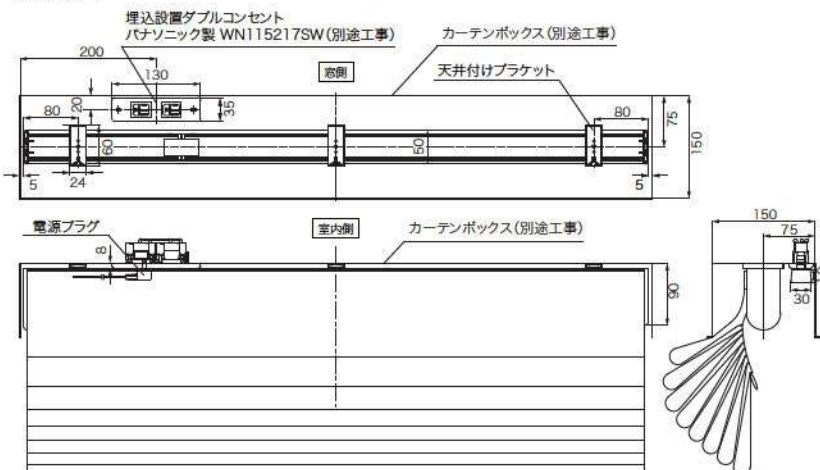 埋込設置ダブルコンセント
パナソニック製 WN115217SW(別途工事)
カーテンボックス(別途工事)
200
130
窓側
天井付けブラケット
80
20
35
80
75
150
60
50
5
24
5
電源プラグ
室内側
カーテンボックス(別途工事)
150
75
8
90
30